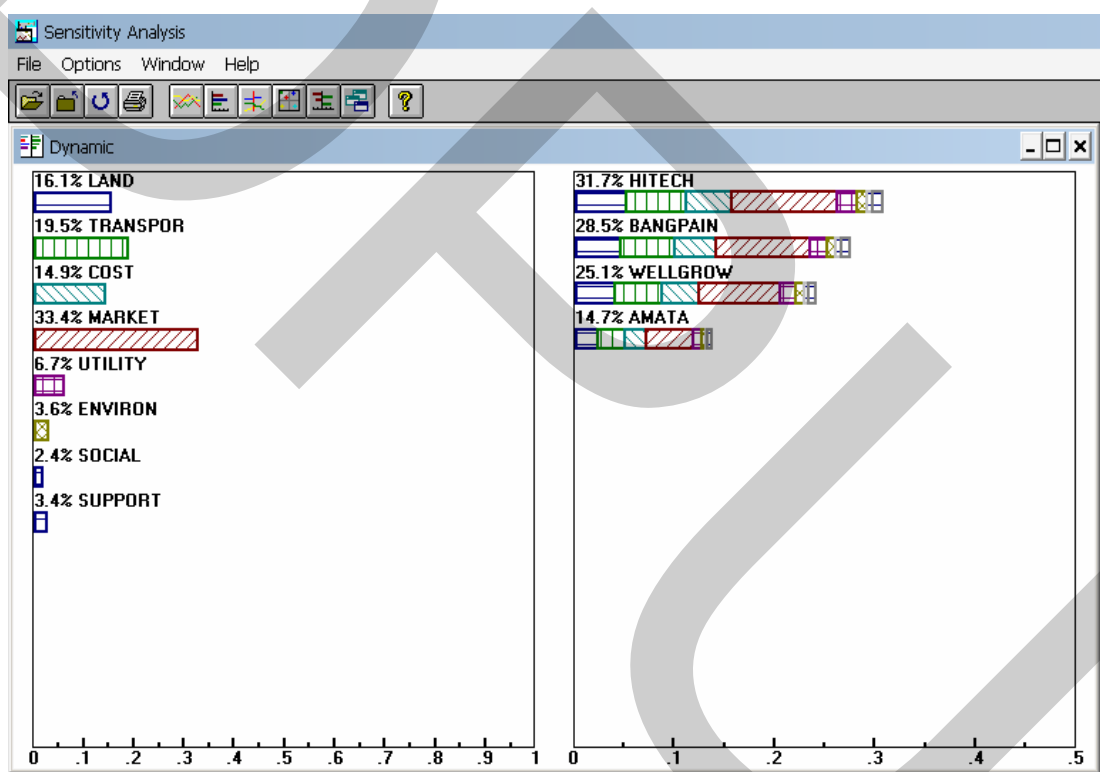 Sensitivity Analysis
File Options Window Help
Dynamic
16.1% LAND
19.5% TRANSPOR
14.9% COST
33.4% MARKET
6.7% UTILITY
3.6% ENVIRON
2.4% SOCIAL
3.4% SUPPORT
0 .1 .2 .3 .4 .5 .6 .7 .8 .9 1
31.7% HITECH
28.5% BANGPAIN
25.1% WELLGROW
14.7% AMATA
0 .1 .2 .3 .4 .5